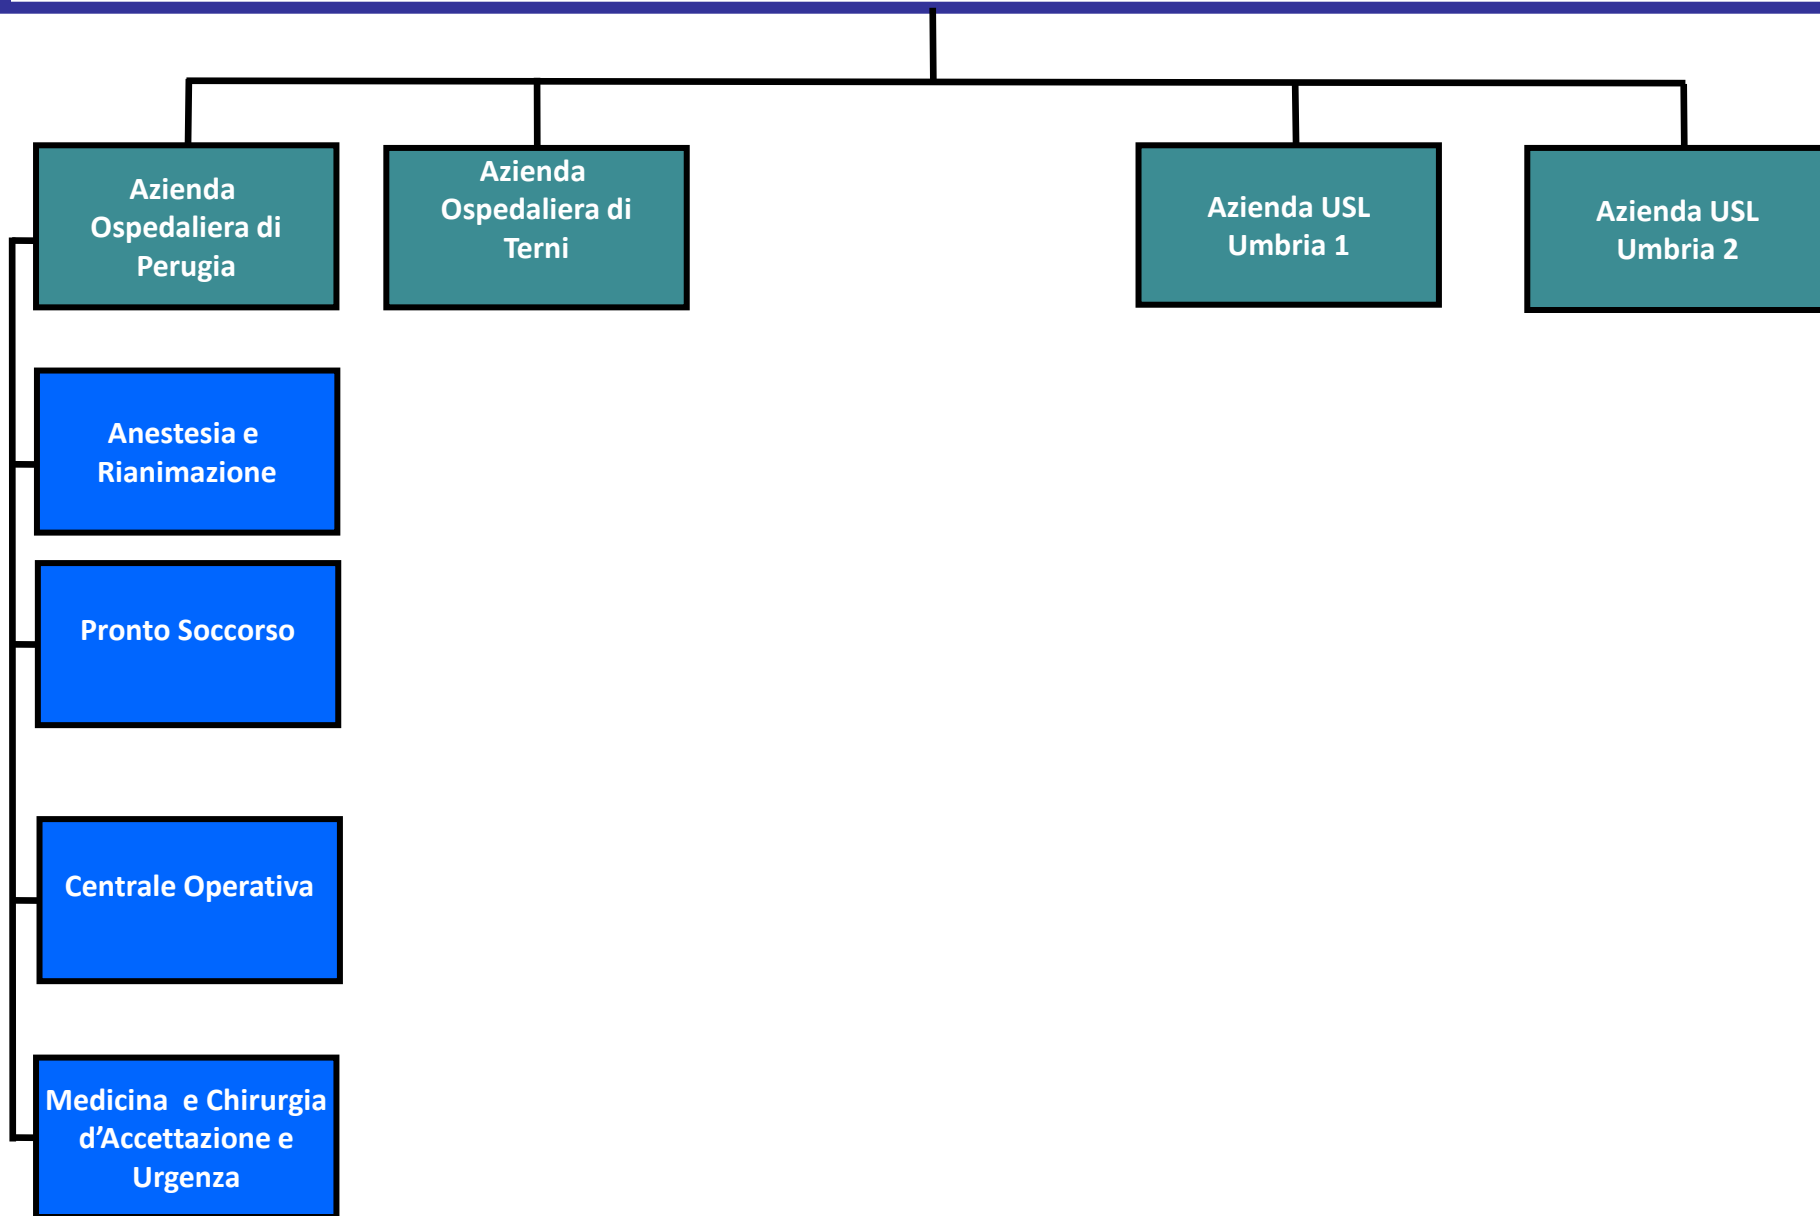 Azienda
Ospedaliera di
Perugia
Azienda
Ospedaliera di
Terni
Azienda USL
Umbria 1
Azienda USL
Umbria 2
Anestesia e
Rianimazione
Pronto Soccorso
Centrale Operativa
Medicina  e Chirurgia
d’Accettazione e
Urgenza